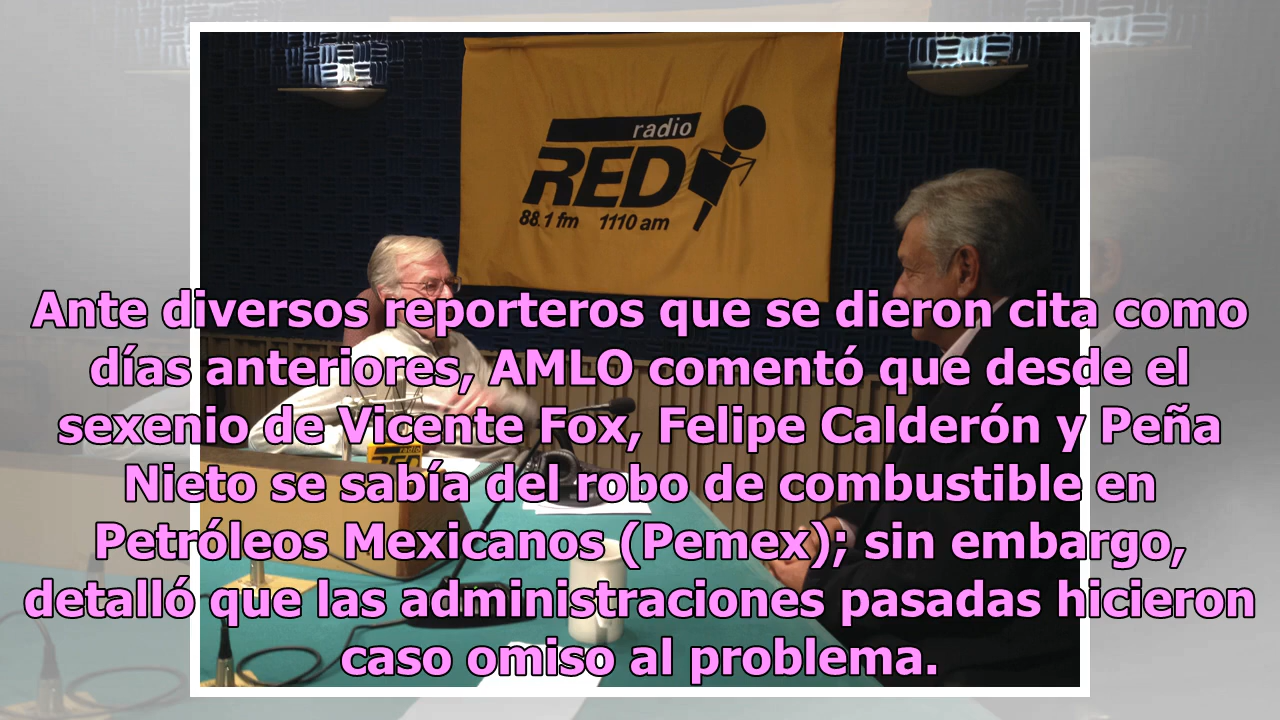 radio
RED
88.1 fm 1110 am
Ante diversos reporteros que se dieron cita como
días anteriores, AMLO comentó que desde el
sexenio de Vicente Fox, Felipe Calderón y Peña
Nieto se sabía del robo de combustible en
Petróleos Mexicanos (Pemex); sin embargo,
detalló que las administraciones pasadas hicieron
caso omiso al problema.
radio
RED